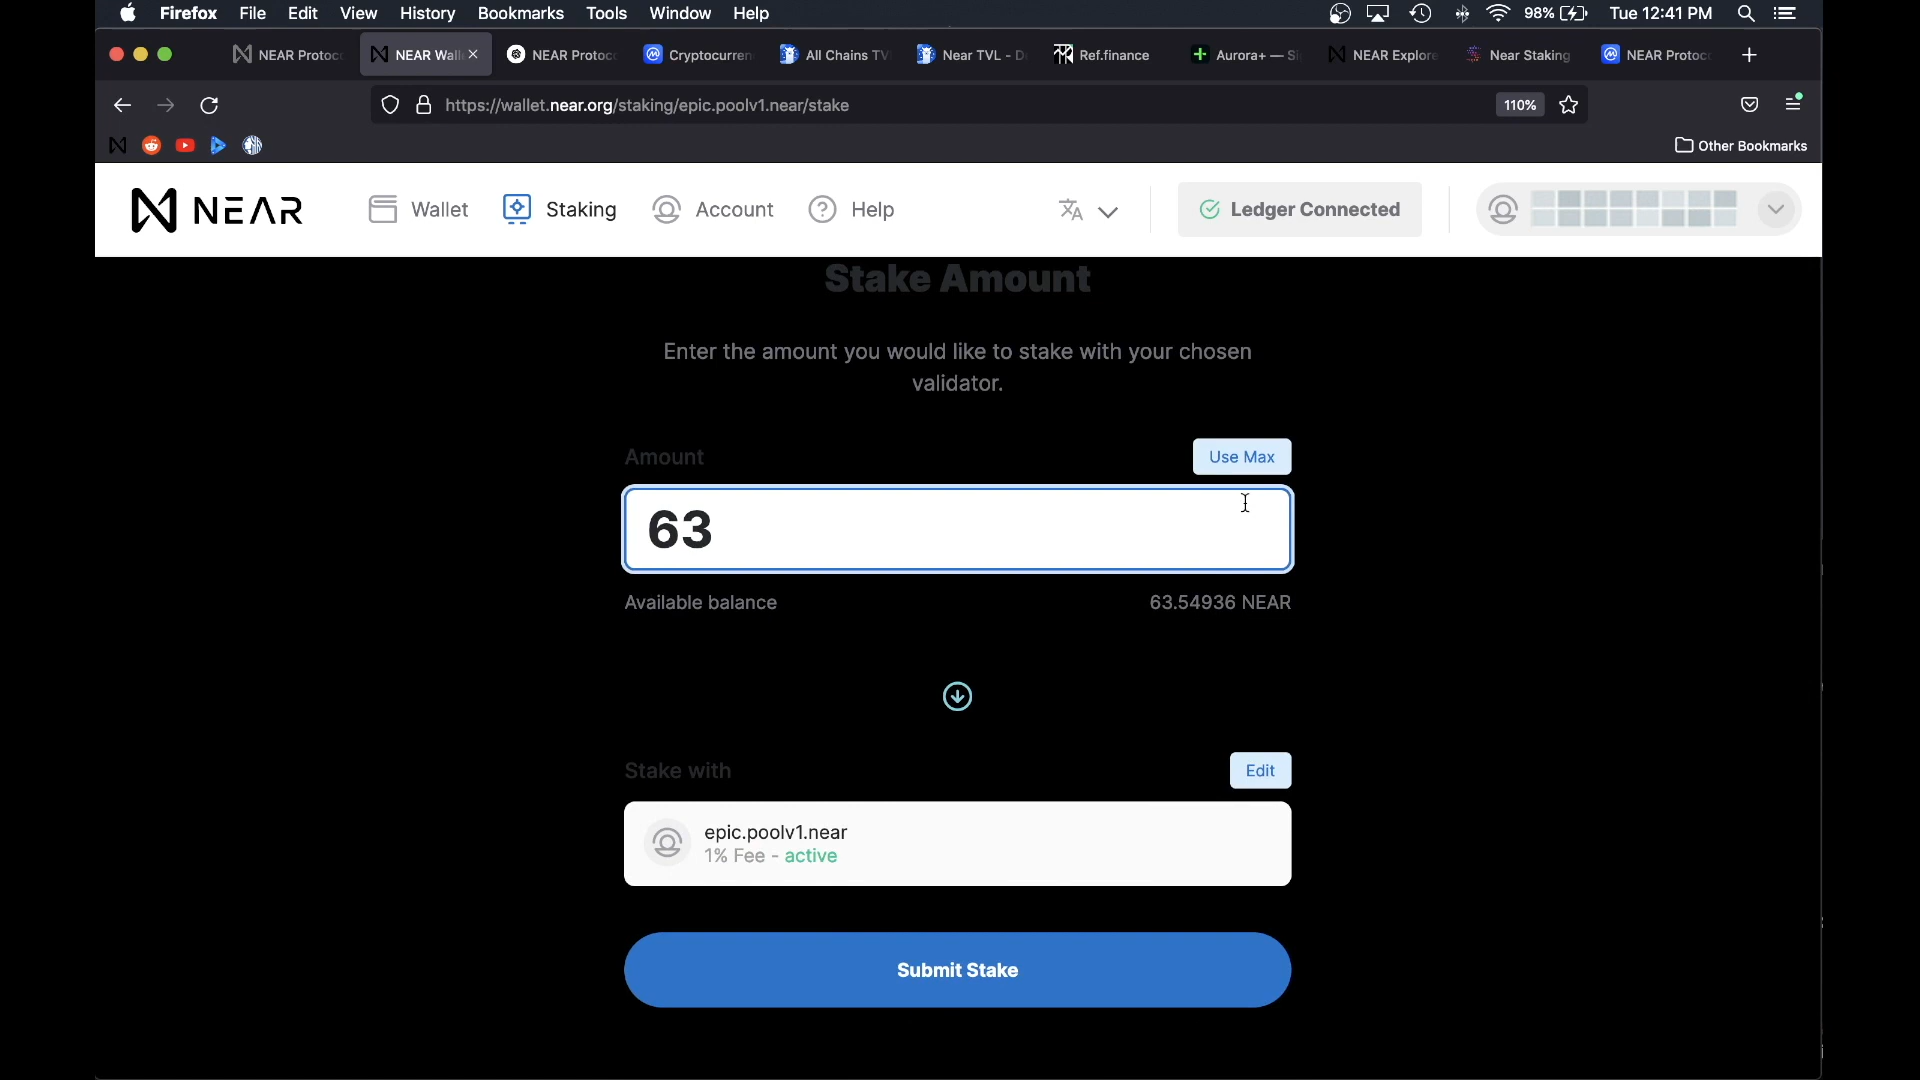 Firefox File Edit View History Bookmarks Tools Window Help 98% Tue 12:41 PM
NEAR Protoc NEAR Wall NEAR Protoc Cryptocurren All Chains TV Near TVL - D Ref.finance Aurora+ — Si NEAR Explore Near Staking NEAR Protoc
https://wallet.near.org/staking/epic.poolv1.near/stake 110%
Other Bookmarks
NEAR Wallet Staking Account Help Ledger Connected
Stake Amount
Enter the amount you would like to stake with your chosen
validator.
Amount Use Max
63
Available balance 63.54936 NEAR
Stake with Edit
epic.poolv1.near
1% Fee - active
Submit Stake